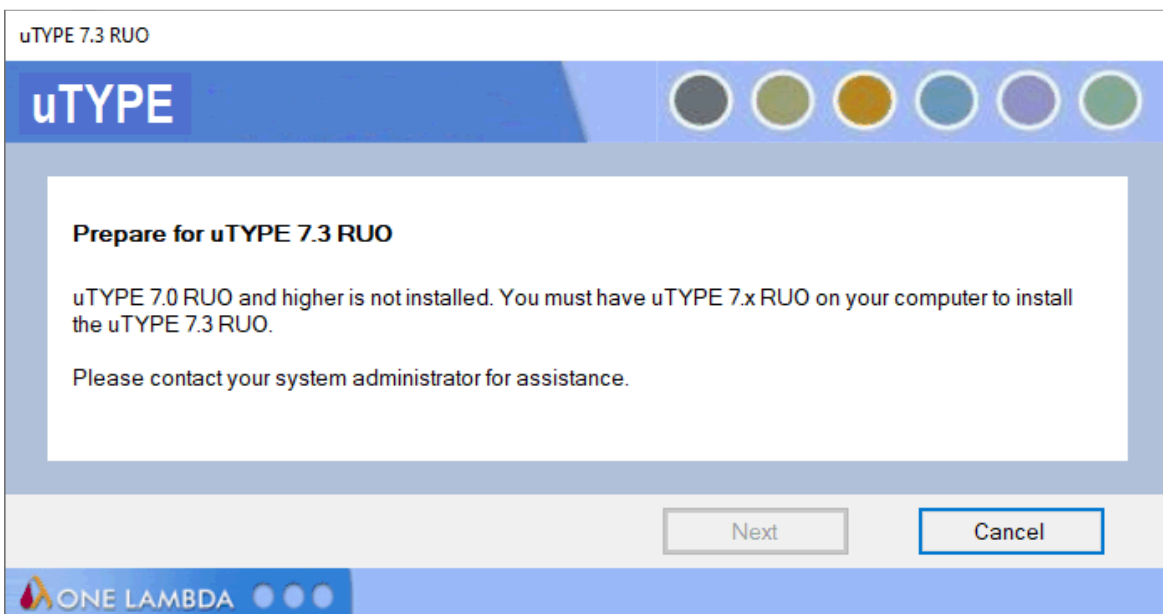 uTYPE 7.3 RUO
uTYPE
Prepare for uTYPE 7.3 RUO
uTYPE 7.0 RUO and higher is not installed. You must have uTYPE 7.x RUO on your computer to install
the uTYPE 7.3 RUO.
Please contact your system administrator for assistance.
Next
Cancel
ONE LAMBDA